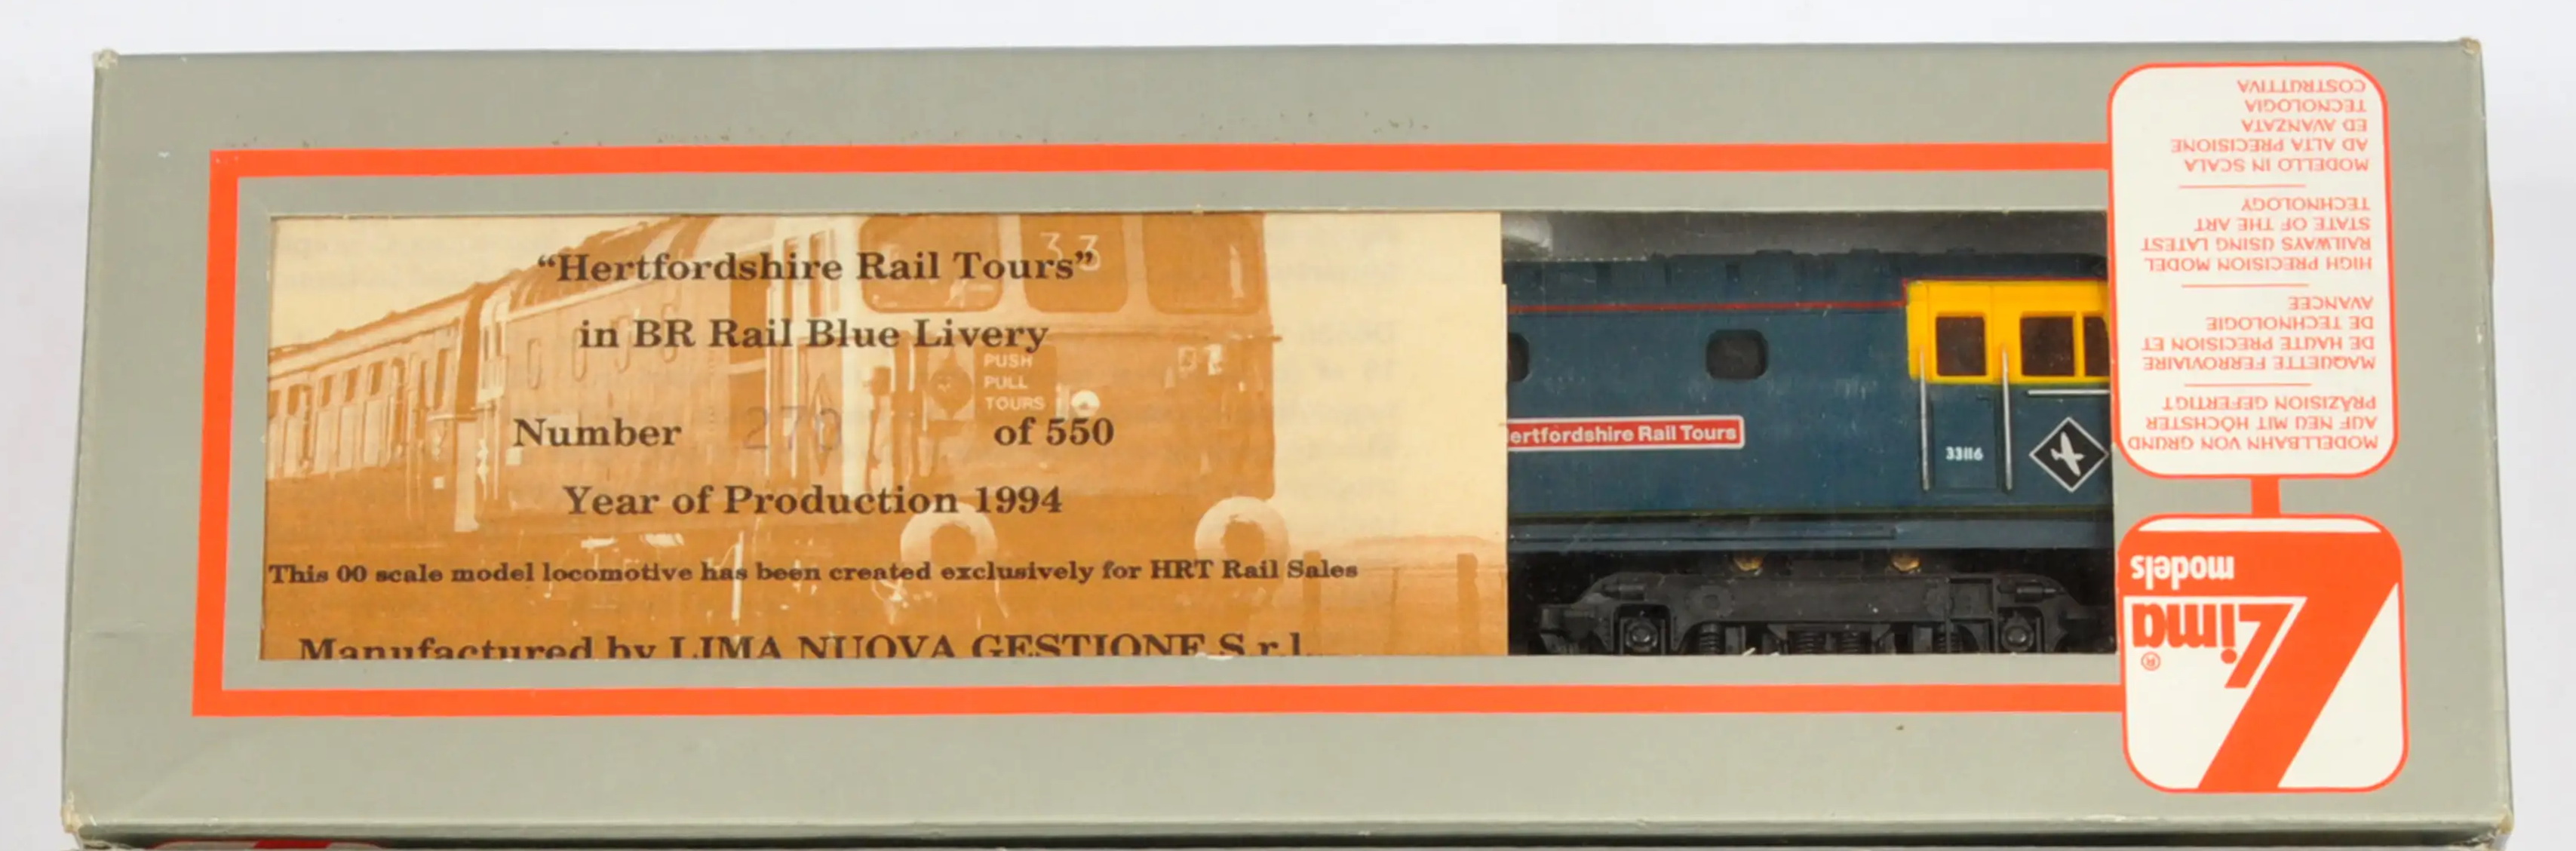 "Hertfordshire Rail Tours"
in BR Rail Blue Livery
Number 270 of 550
Year of Production 1994
This 00 scale model locomotive has been created exclusively for HRT Rail Sales
Manufactured by LIMA NUOVA GESTIONE S.r.l.
33
PUSH
PULL
TOURS
ertfordshire Rail Tours
33116
Lima®
models
MODELLBAHN VON GRUND
AUF NEU MIT HÖCHSTER
PRÄZISION GEFERTIGT
MAQUETTE FERROVIAIRE
DE HAUTE PRECISION ET
DE TECHNOLOGIE
AVANCEE
HIGH PRECISION MODEL
RAILWAYS USING LATEST
STATE OF THE ART
TECHNOLOGY
MODELLO IN SCALA
AD ALTA PRECISIONE
ED AVANZATA
TECNOLOGIA
COSTRUTTIVA